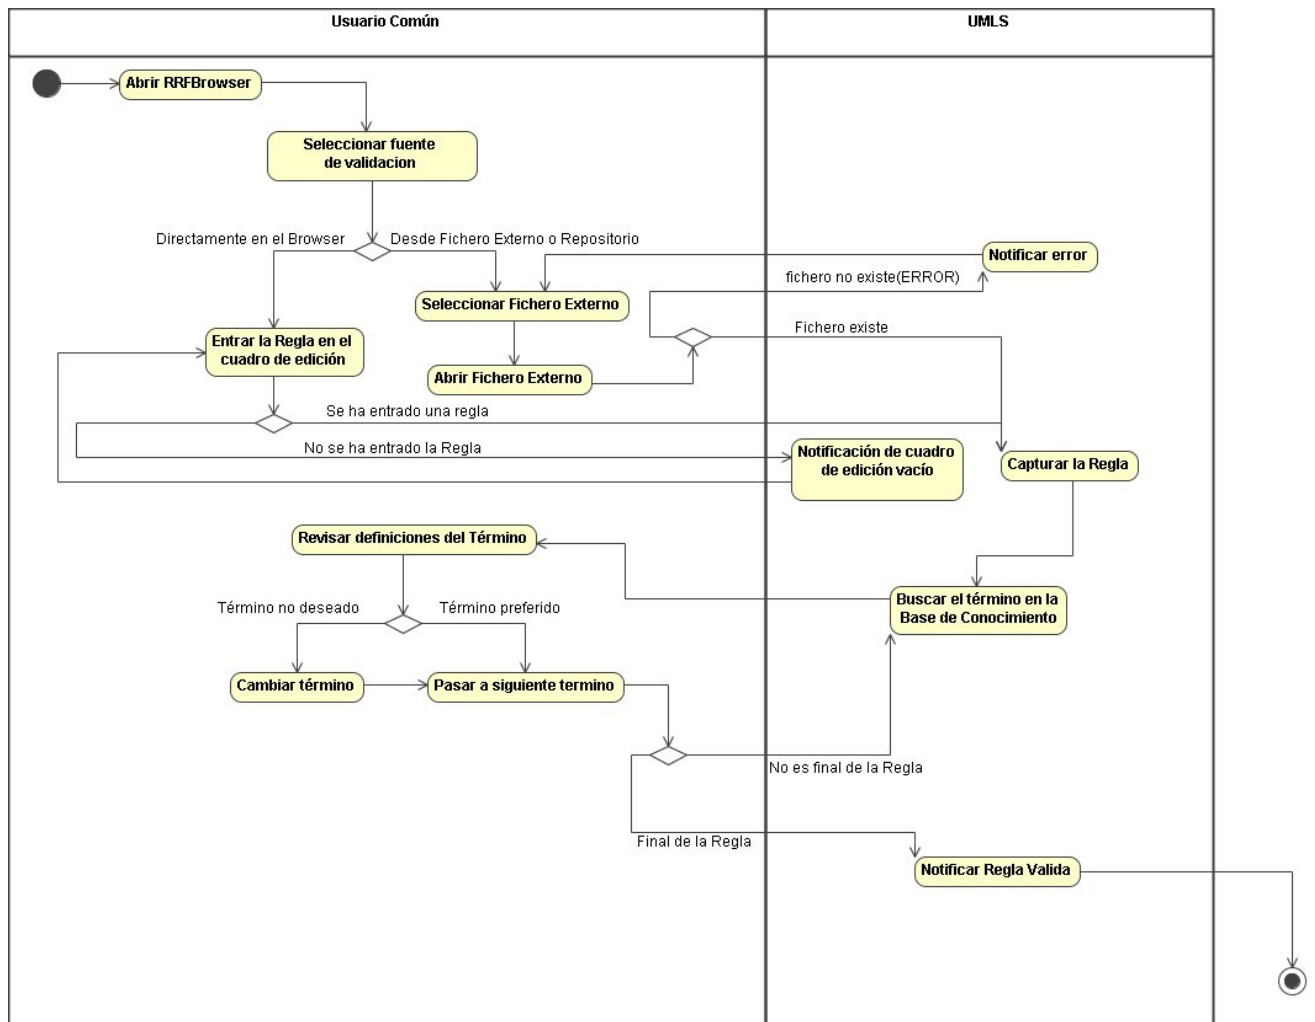 Usuario Común
UMLS
Abrir RRFBrowser
Seleccionar fuente
de validacion
Directamente en el Browser
Desde Fichero Externo o Repositorio
Notificar error
fichero no existe(ERROR)
Seleccionar Fichero Externo
Fichero existe
Entrar la Regla en el
cuadro de edición
Abrir Fichero Externo
Se ha entrado una regla
No se ha entrado la Regla
Notificación de cuadro
de edición vacío
Capturar la Regla
Revisar definiciones del Término
Buscar el término en la
Base de Conocimiento
Término no deseado
Término preferido
Cambiar término
Pasar a siguiente termino
No es final de la Regla
Final de la Regla
Notificar Regla Valida